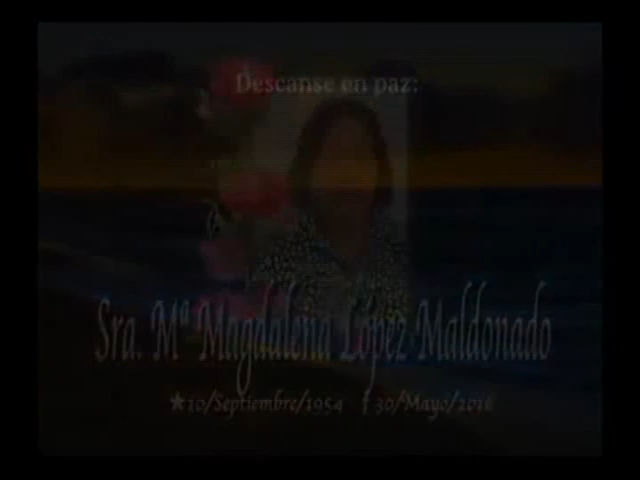 Descanse en paz:
Sra. Mª Magdalena López Maldonado
★10/Septiembre/1954 † 30/Mayo/2016